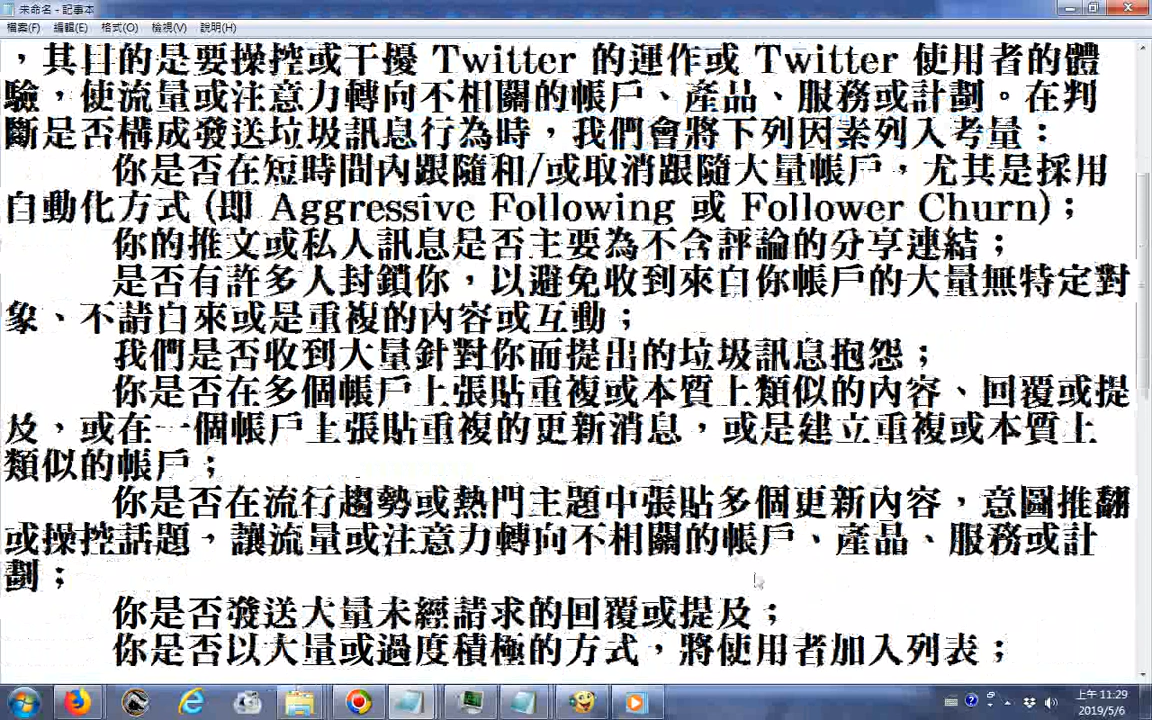 未命名 - 記事本
檔案(F) 編輯(E) 格式(O) 檢視(V) 說明(H)
，其目的是要操控或干擾 Twitter 的運作或 Twitter 使用者的體
驗，使流量或注意力轉向不相關的帳戶、產品、服務或計劃。在判
斷是否構成發送垃圾訊息行為時，我們會將下列因素列入考量：
你是否在短時間內跟隨和/或取消跟隨大量帳戶，尤其是採用
自動化方式 (即 Aggressive Following 或 Follower Churn)；
你的推文或私人訊息是否主要為不含評論的分享連結；
是否有許多人封鎖你，以避免收到來自你帳戶的大量無特定對
象、不請自來或是重複的內容或互動；
我們是否收到大量針對你而提出的垃圾訊息抱怨；
你是否在多個帳戶上張貼重複或本質上類似的內容、回覆或提
及，或在一個帳戶上張貼重複的更新消息，或是建立重複或本質上
類似的帳戶；
你是否在流行趨勢或熱門主題中張貼多個更新內容，意圖推翻
或操控話題，讓流量或注意力轉向不相關的帳戶、產品、服務或計
劃；
你是否發送大量未經請求的回覆或提及；
你是否以大量或過度積極的方式，將使用者加入列表；
上午 11:29
2019/5/6